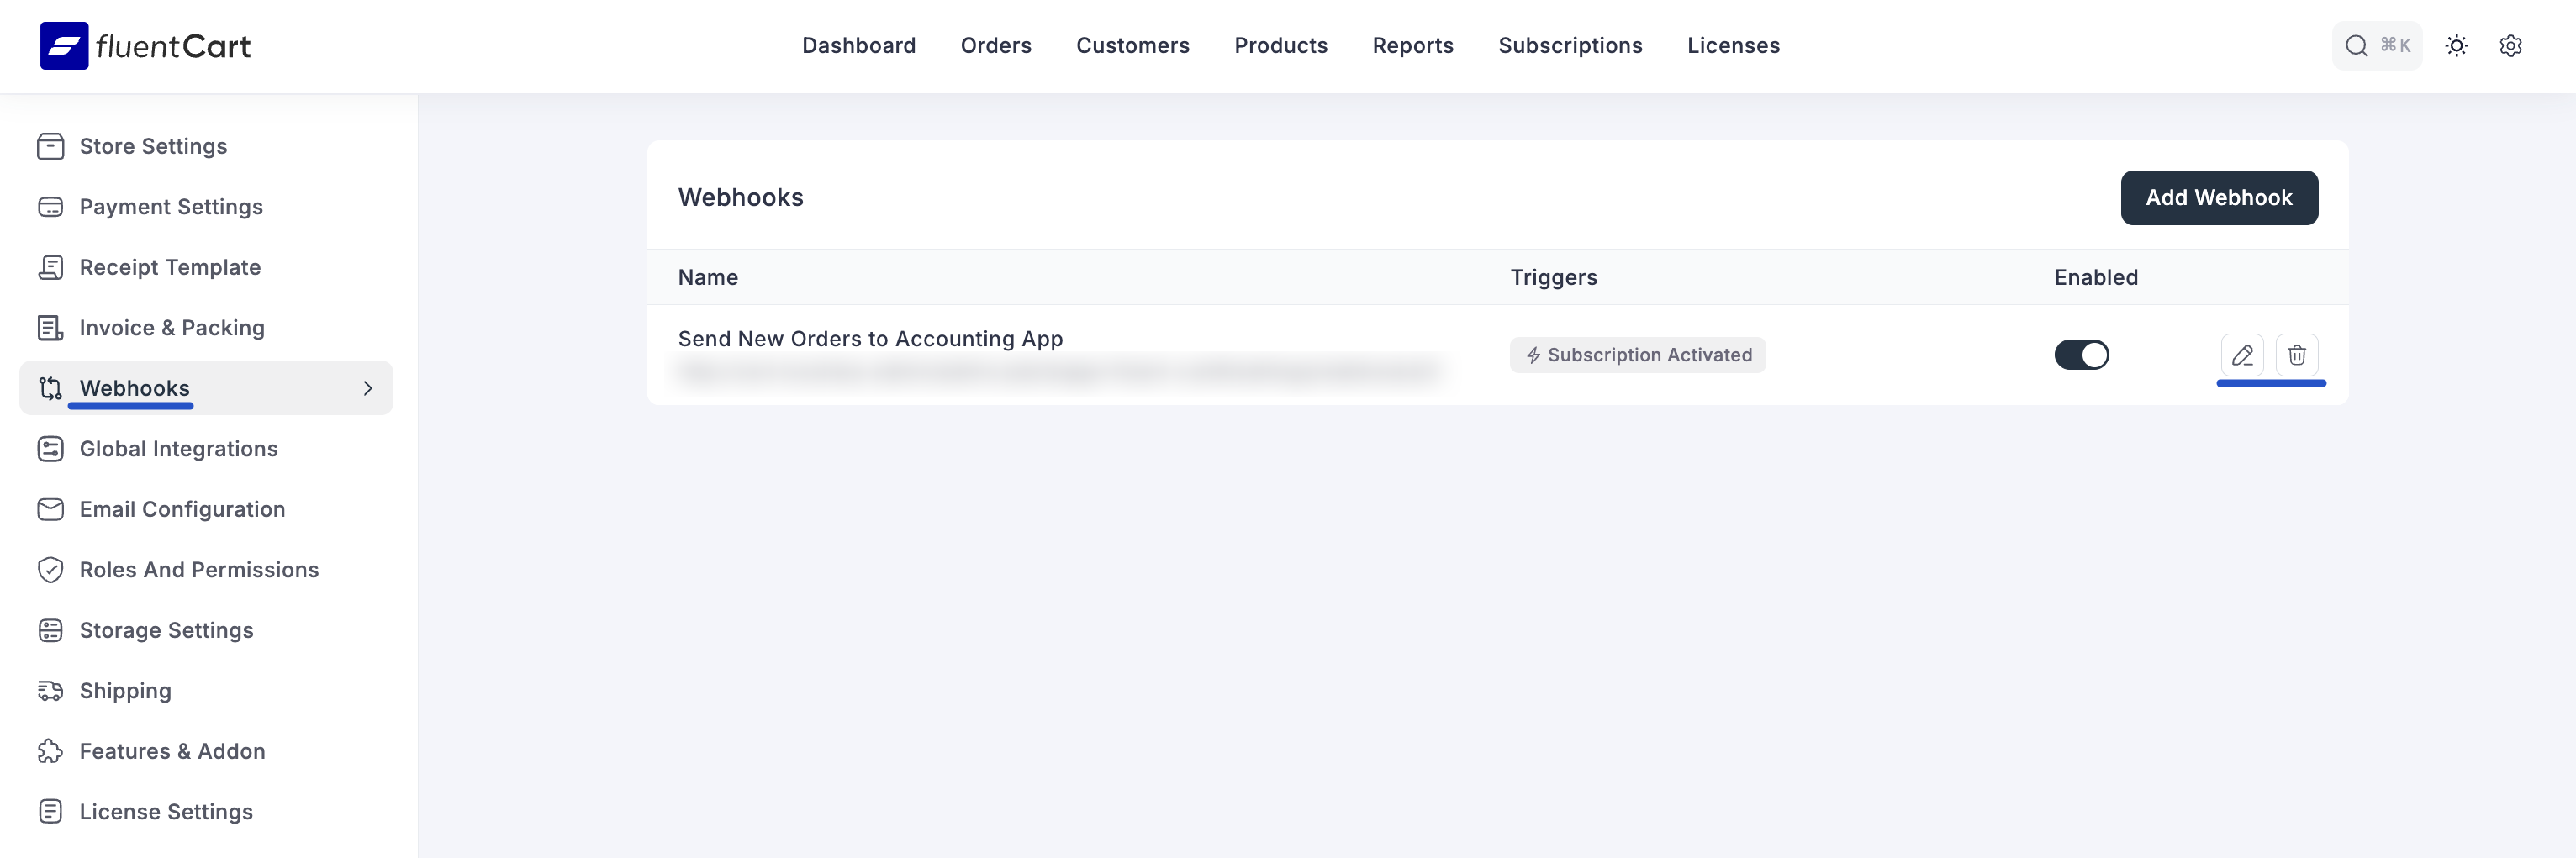 fluentCart
Dashboard
Orders
Customers
Products
Reports
Subscriptions
Licenses
⌘K
Store Settings
Payment Settings
Receipt Template
Invoice & Packing
Webhooks
Global Integrations
Email Configuration
Roles And Permissions
Storage Settings
Shipping
Features & Addon
License Settings
Webhooks
Add Webhook
Name
Triggers
Enabled
Send New Orders to Accounting App
Subscription Activated